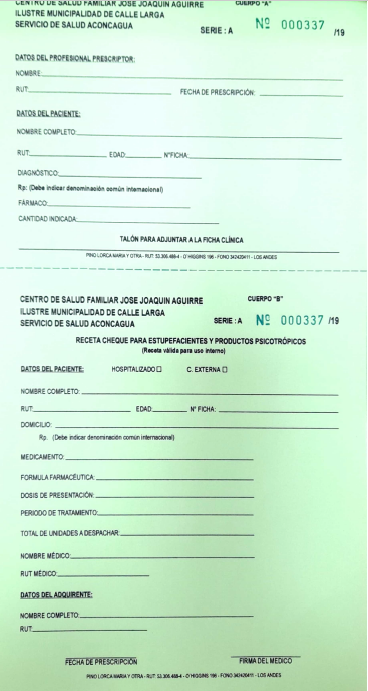 CENTRO DE SALUD FAMILIAR JOSE JOAQUIN AGUIRRE CUERPO "A"
ILUSTRE MUNICIPALIDAD DE CALLE LARGA
SERVICIO DE SALUD ACONCAGUA SERIE : A Nº 000337 /19
DATOS DEL PROFESIONAL PRESCRIPTOR:
NOMBRE:
RUT: FECHA DE PRESCRIPCIÓN:
DATOS DEL PACIENTE:
NOMBRE COMPLETO:
RUT: EDAD: NºFICHA:
DIAGNÓSTICO:
Rp: (Debe indicar denominación común internacional)
FÁRMACO:
CANTIDAD INDICADA:
TALÓN PARA ADJUNTAR A LA FICHA CLÍNICA
PINO LORCA MARIA Y OTRA - RUT: 53.306.468-4 - O'HIGGINS 196 - FONO 342420411 - LOS ANDES
CENTRO DE SALUD FAMILIAR JOSE JOAQUIN AGUIRRE CUERPO "B"
ILUSTRE MUNICIPALIDAD DE CALLE LARGA
SERVICIO DE SALUD ACONCAGUA SERIE : A Nº 000337 /19
RECETA CHEQUE PARA ESTUPEFACIENTES Y PRODUCTOS PSICOTRÓPICOS
(Receta válida para uso interno)
DATOS DEL PACIENTE: HOSPITALIZADO ☐ C. EXTERNA ☐
NOMBRE COMPLETO:
RUT: EDAD: Nº FICHA:
DOMICILIO:
Rp. (Debe indicar denominación común internacional)
MEDICAMENTO:
FORMULA FARMACÉUTICA:
DOSIS DE PRESENTACIÓN:
PERIODO DE TRATAMIENTO:
TOTAL DE UNIDADES A DESPACHAR:
NOMBRE MÉDICO:
RUT MÉDICO:
DATOS DEL ADQUIRENTE:
NOMBRE COMPLETO:
RUT:
FECHA DE PRESCRIPCIÓN FIRMA DEL MEDICO
PINO LORCA MARIA Y OTRA - RUT: 53.306.468-4 - O'HIGGINS 196 - FONO 342420411 - LOS ANDES